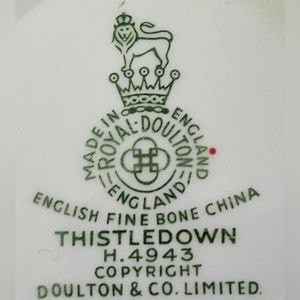 MADE IN ENGLAND
ROYAL·DOULTON
ENGLAND
ENGLISH FINE BONE CHINA
THISTLEDOWN
H.4943
COPYRIGHT
DOULTON & CO. LIMITED.